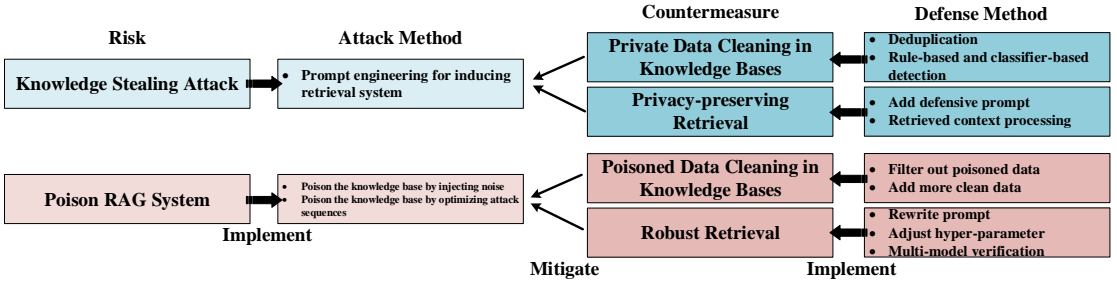 Risk
Attack Method
Countermeasure
Defense Method
Knowledge Stealing Attack
• Prompt engineering for inducing
retrieval system
Private Data Cleaning in
Knowledge Bases
• Deduplication
• Rule-based and classifier-based
detection
Privacy-preserving
Retrieval
• Add defensive prompt
• Retrieved context processing
Poison RAG System
• Poison the knowledge base by injecting noise
• Poison the knowledge base by optimizing attack
sequences
Poisoned Data Cleaning in
Knowledge Bases
• Filter out poisoned data
• Add more clean data
Robust Retrieval
• Rewrite prompt
• Adjust hyper-parameter
• Multi-model verification
Implement
Mitigate
Implement